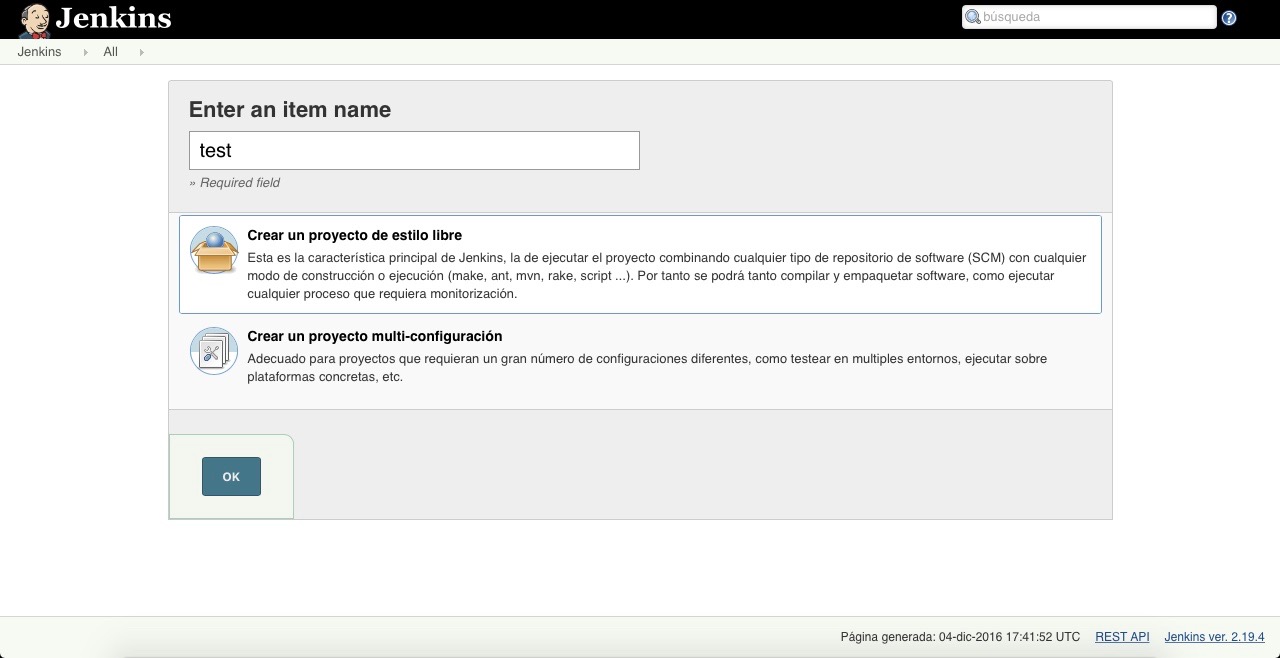 Jenkins
búsqueda
Jenkins
All
Enter an item name
test
» Required field
Crear un proyecto de estilo libre
Esta es la característica principal de Jenkins, la de ejecutar el proyecto combinando cualquier tipo de repositorio de software (SCM) con cualquier
modo de construcción o ejecución (make, ant, mvn, rake, script ...). Por tanto se podrá tanto compilar y empaquetar software, como ejecutar
cualquier proceso que requiera monitorización.
Crear un proyecto multi-configuración
Adecuado para proyectos que requieran un gran número de configuraciones diferentes, como testear en multiples entornos, ejecutar sobre
plataformas concretas, etc.
OK
Página generada: 04-dic-2016 17:41:52 UTC REST API Jenkins ver. 2.19.4